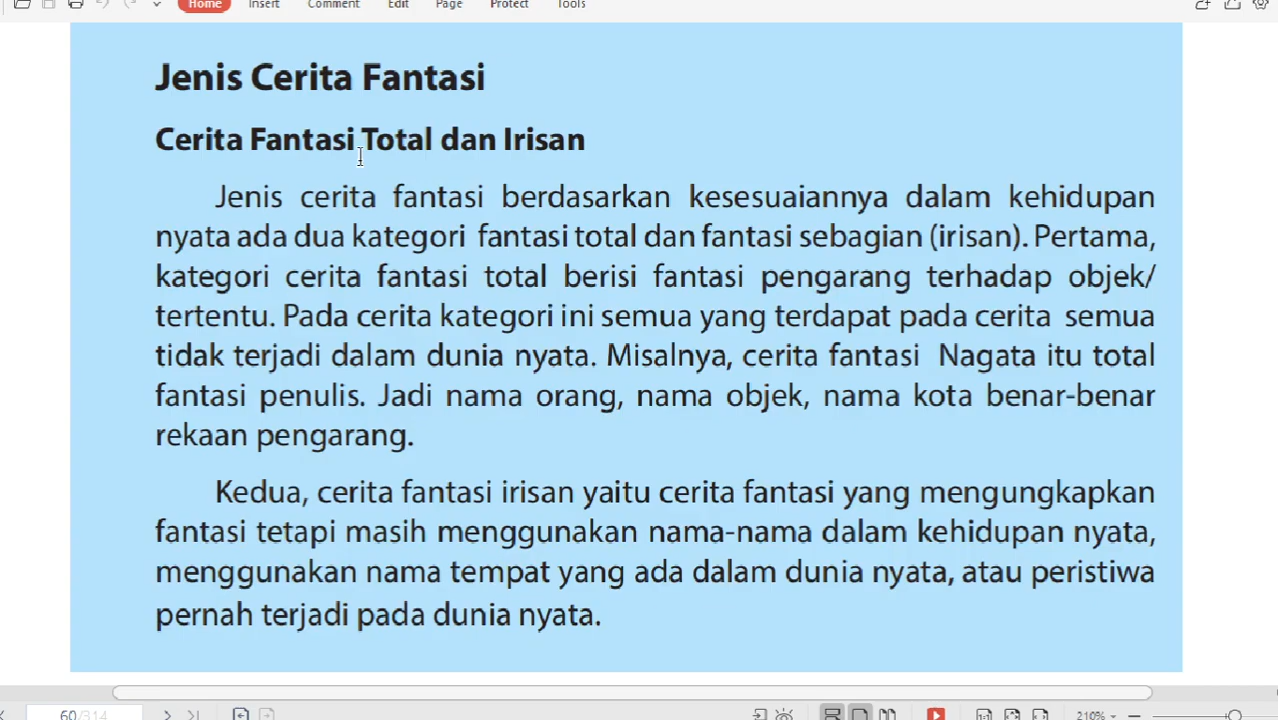 Home Insert Comment Edit Page Protect Tools
Jenis Cerita Fantasi
Cerita Fantasi Total dan Irisan
Jenis cerita fantasi berdasarkan kesesuaiannya dalam kehidupan
nyata ada dua kategori fantasi total dan fantasi sebagian (irisan). Pertama,
kategori cerita fantasi total berisi fantasi pengarang terhadap objek/
tertentu. Pada cerita kategori ini semua yang terdapat pada cerita semua
tidak terjadi dalam dunia nyata. Misalnya, cerita fantasi Nagata itu total
fantasi penulis. Jadi nama orang, nama objek, nama kota benar-benar
rekaan pengarang.
Kedua, cerita fantasi irisan yaitu cerita fantasi yang mengungkapkan
fantasi tetapi masih menggunakan nama-nama dalam kehidupan nyata,
menggunakan nama tempat yang ada dalam dunia nyata, atau peristiwa
pernah terjadi pada dunia nyata.
60/314 1:1 210%